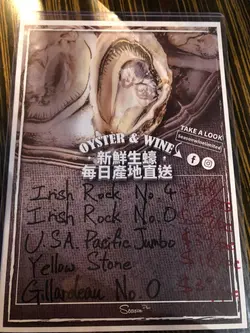 OYSTER & WINE
TAKE A LOOK
新鮮生蠔
每日產地直送
Irish Rock No. 4
Irish Rock No. 0
U.S.A. Pacific Jumbo
Yellow Stone
Gillardeau No. 0